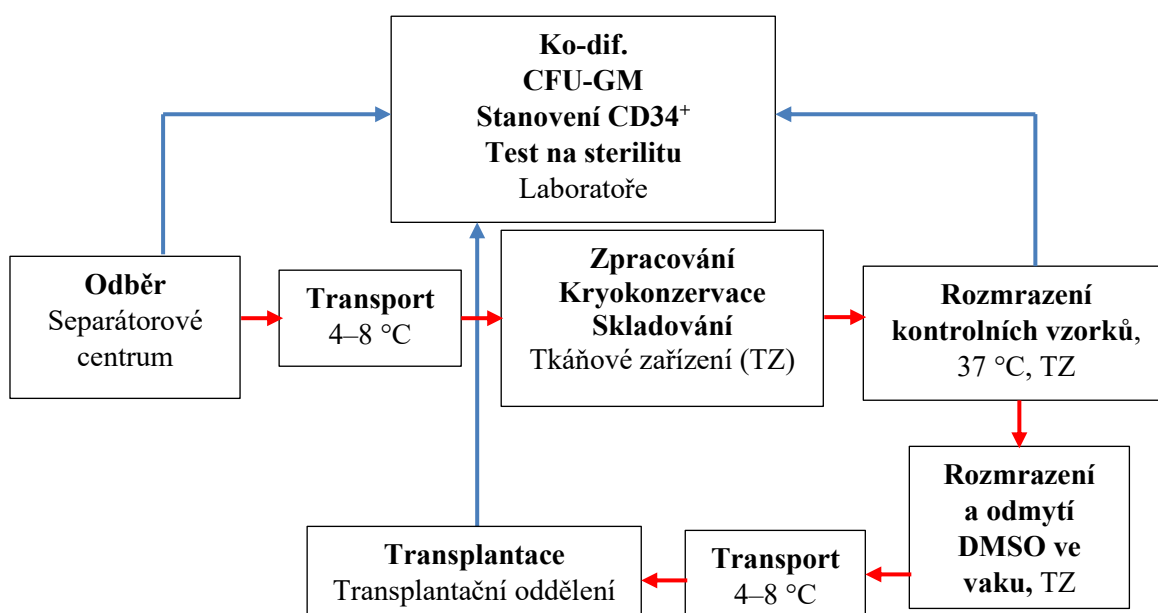 Ko-dif.
CFU-GM
Stanovení CD34⁺
Test na sterilitu
Laboratoře
Odběr
Separátorové
centrum
Transport
4–8 °C
Zpracování
Kryokonzervace
Skladování
Tkáňové zařízení (TZ)
Rozmrazení
kontrolních vzorků,
37 °C, TZ
Rozmrazení
a odmytí
DMSO ve
vaku, TZ
Transport
4–8 °C
Transplantace
Transplantační oddělení